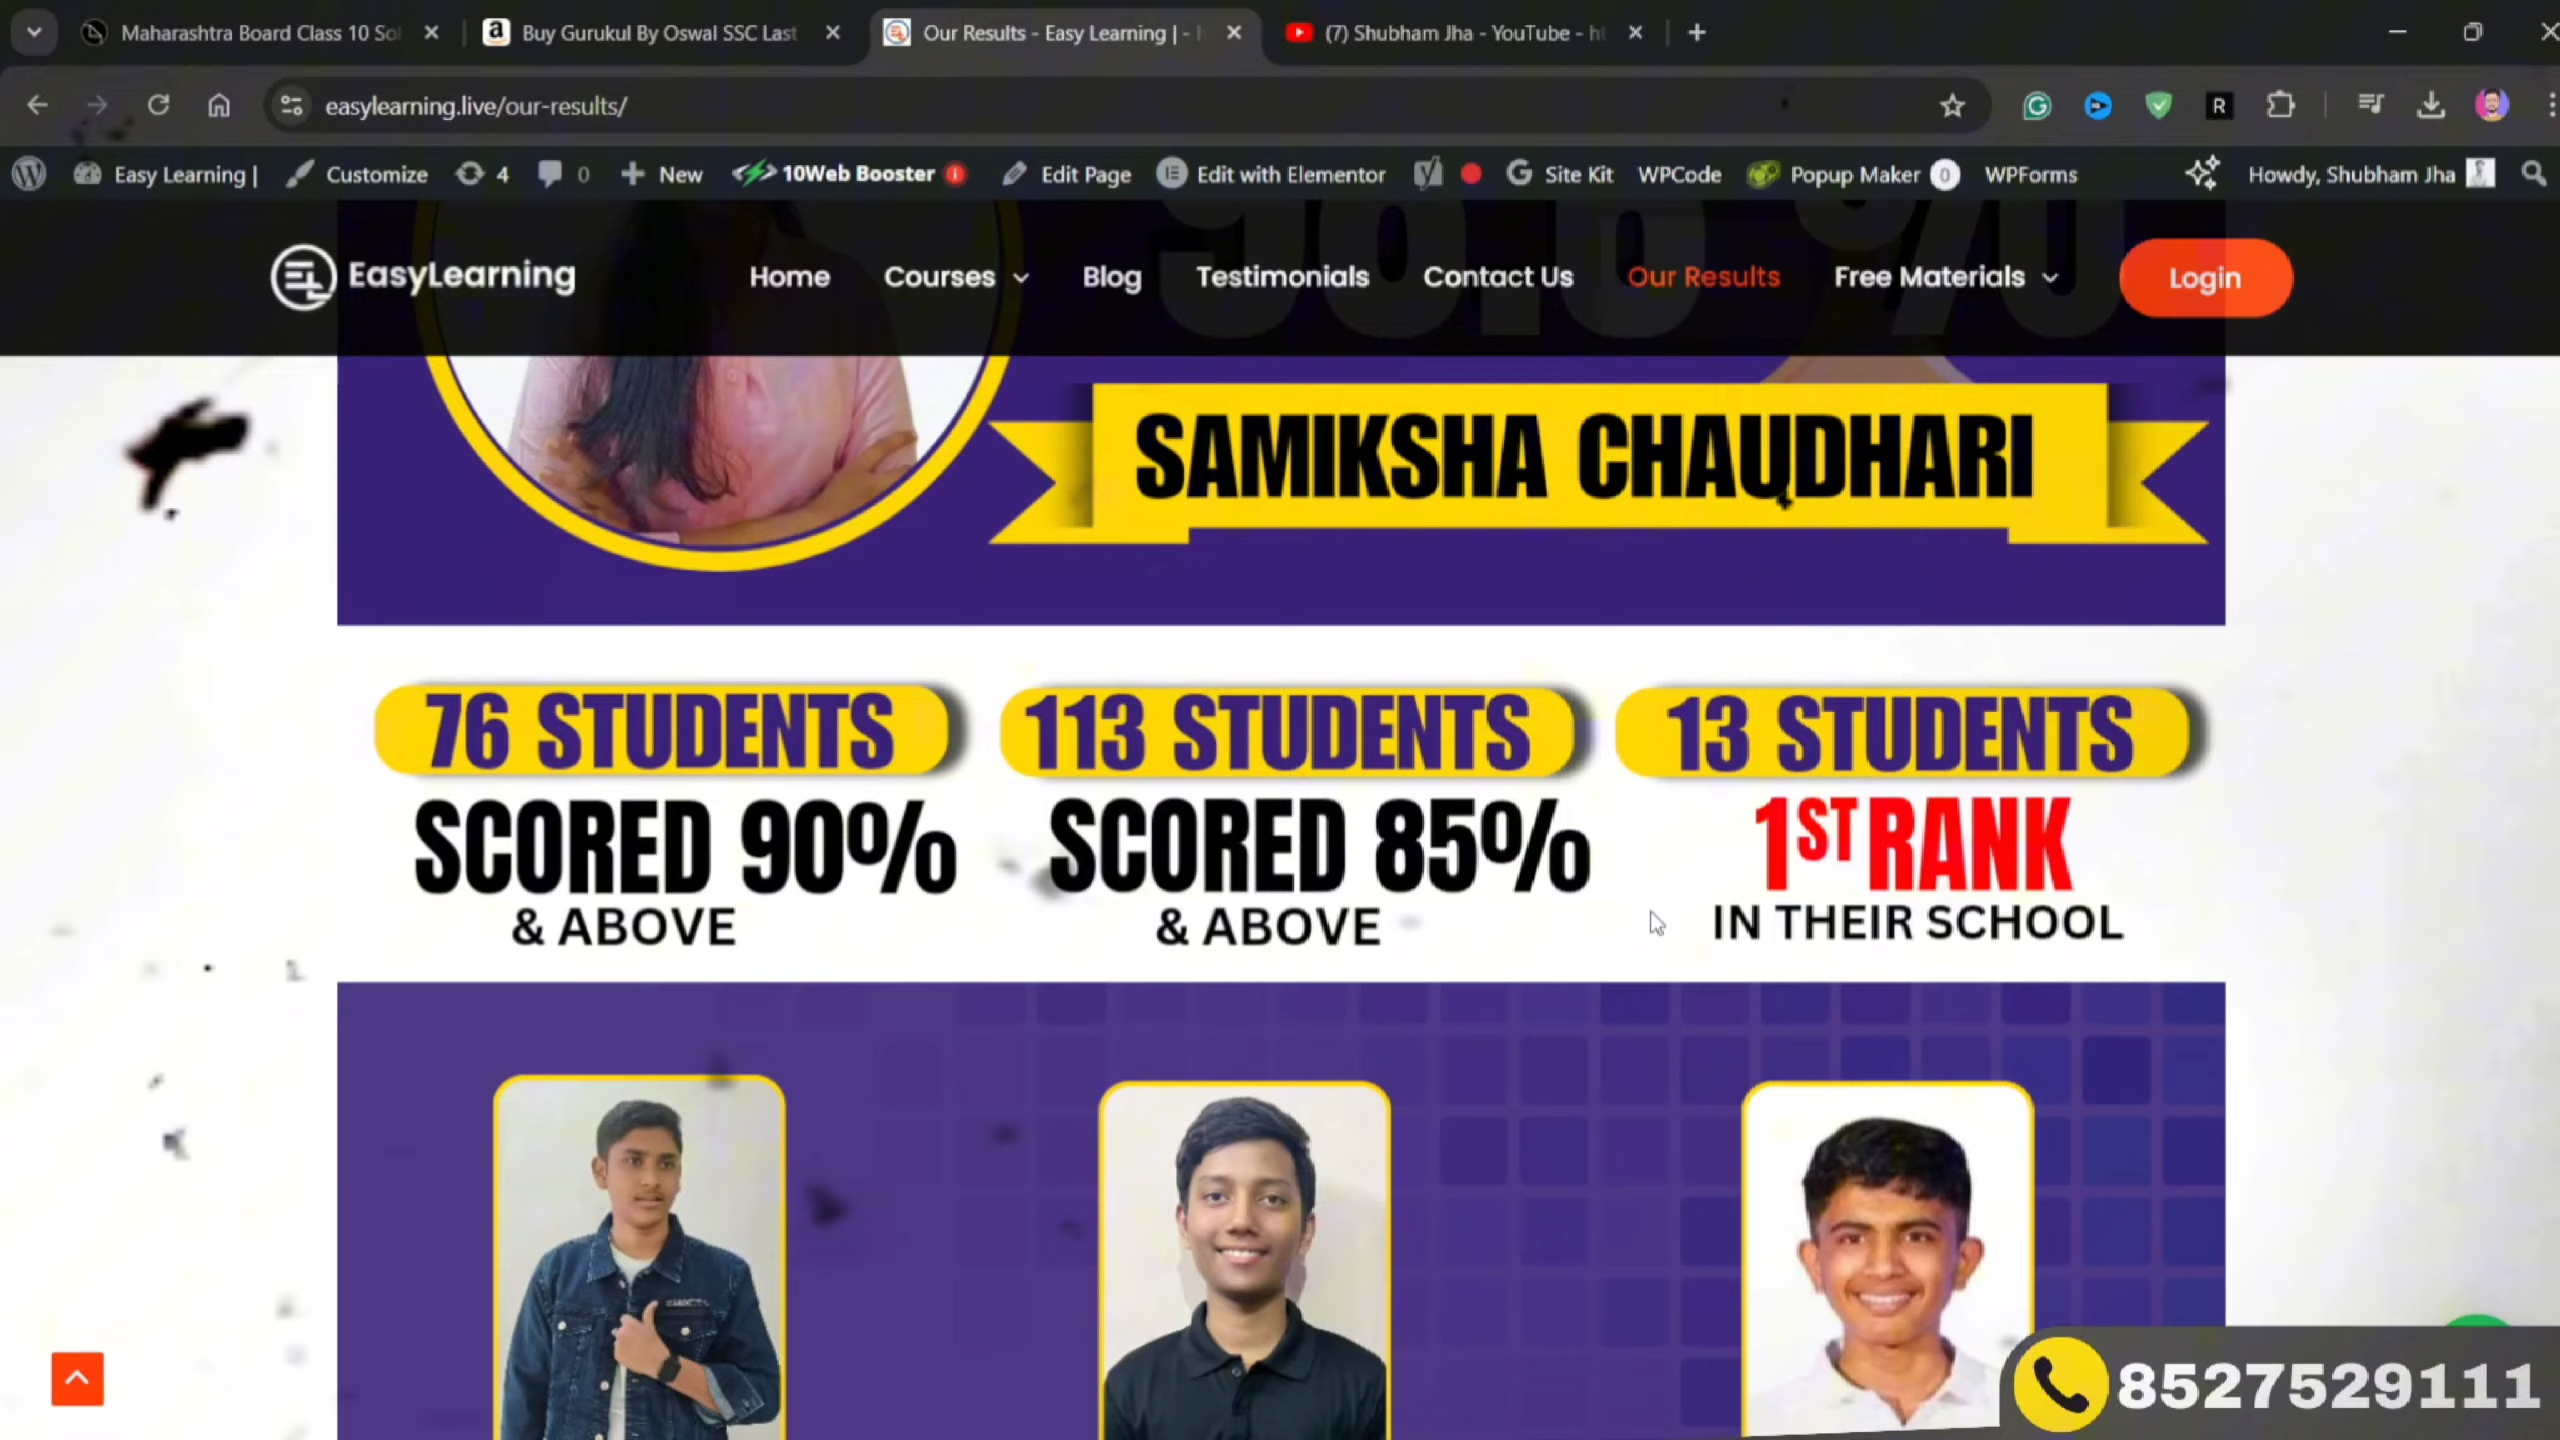 Maharashtra Board Class 10 Sol
Buy Gurukul By Oswal SSC Last
Our Results - Easy Learning | -
(7) Shubham Jha - YouTube - ht
easylearning.live/our-results/
Easy Learning |
Customize
4
0
New
10Web Booster
Edit Page
Edit with Elementor
Site Kit
WPCode
Popup Maker 0
WPForms
Howdy, Shubham Jha
EasyLearning
Home
Courses
Blog
Testimonials
Contact Us
Our Results
Free Materials
Login
SAMIKSHA CHAUDHARI
76 STUDENTS
SCORED 90%
& ABOVE
113 STUDENTS
SCORED 85%
& ABOVE
13 STUDENTS
1ST RANK
IN THEIR SCHOOL
8527529111